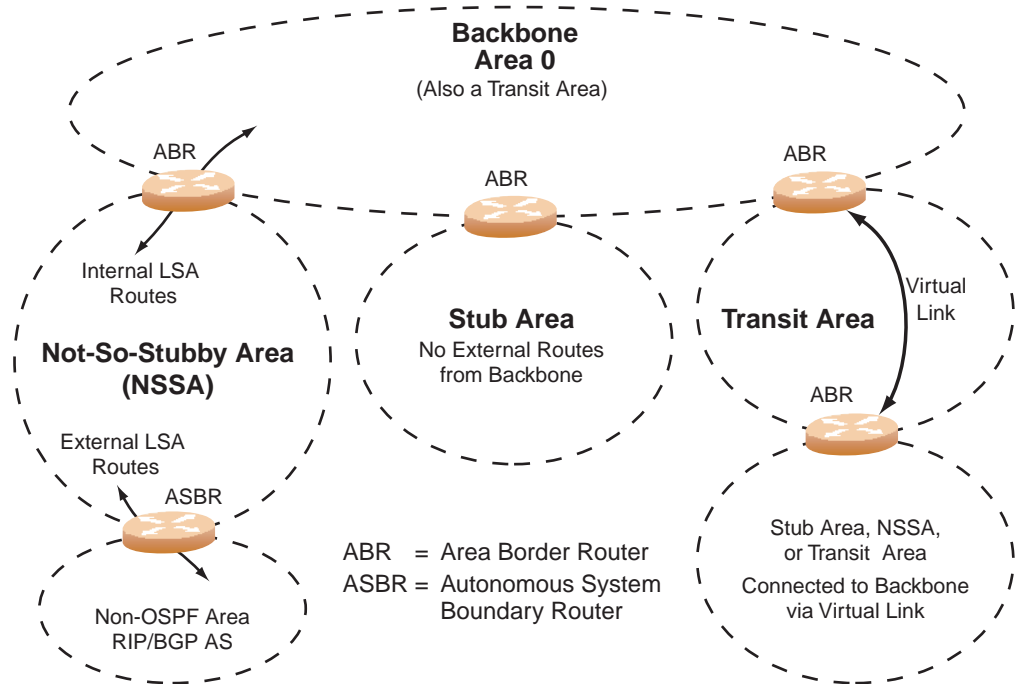 Backbone
Area 0
(Also a Transit Area)
ABR
ABR
ABR
Internal LSA
Routes
Virtual
Link
Stub Area
No External Routes
from Backbone
Transit Area
Not-So-Stubby Area
(NSSA)
ABR
External LSA
Routes
ASBR
ABR = Area Border Router
ASBR = Autonomous System
Boundary Router
Stub Area, NSSA,
or Transit Area
Connected to Backbone
via Virtual Link
Non-OSPF Area
RIP/BGP AS